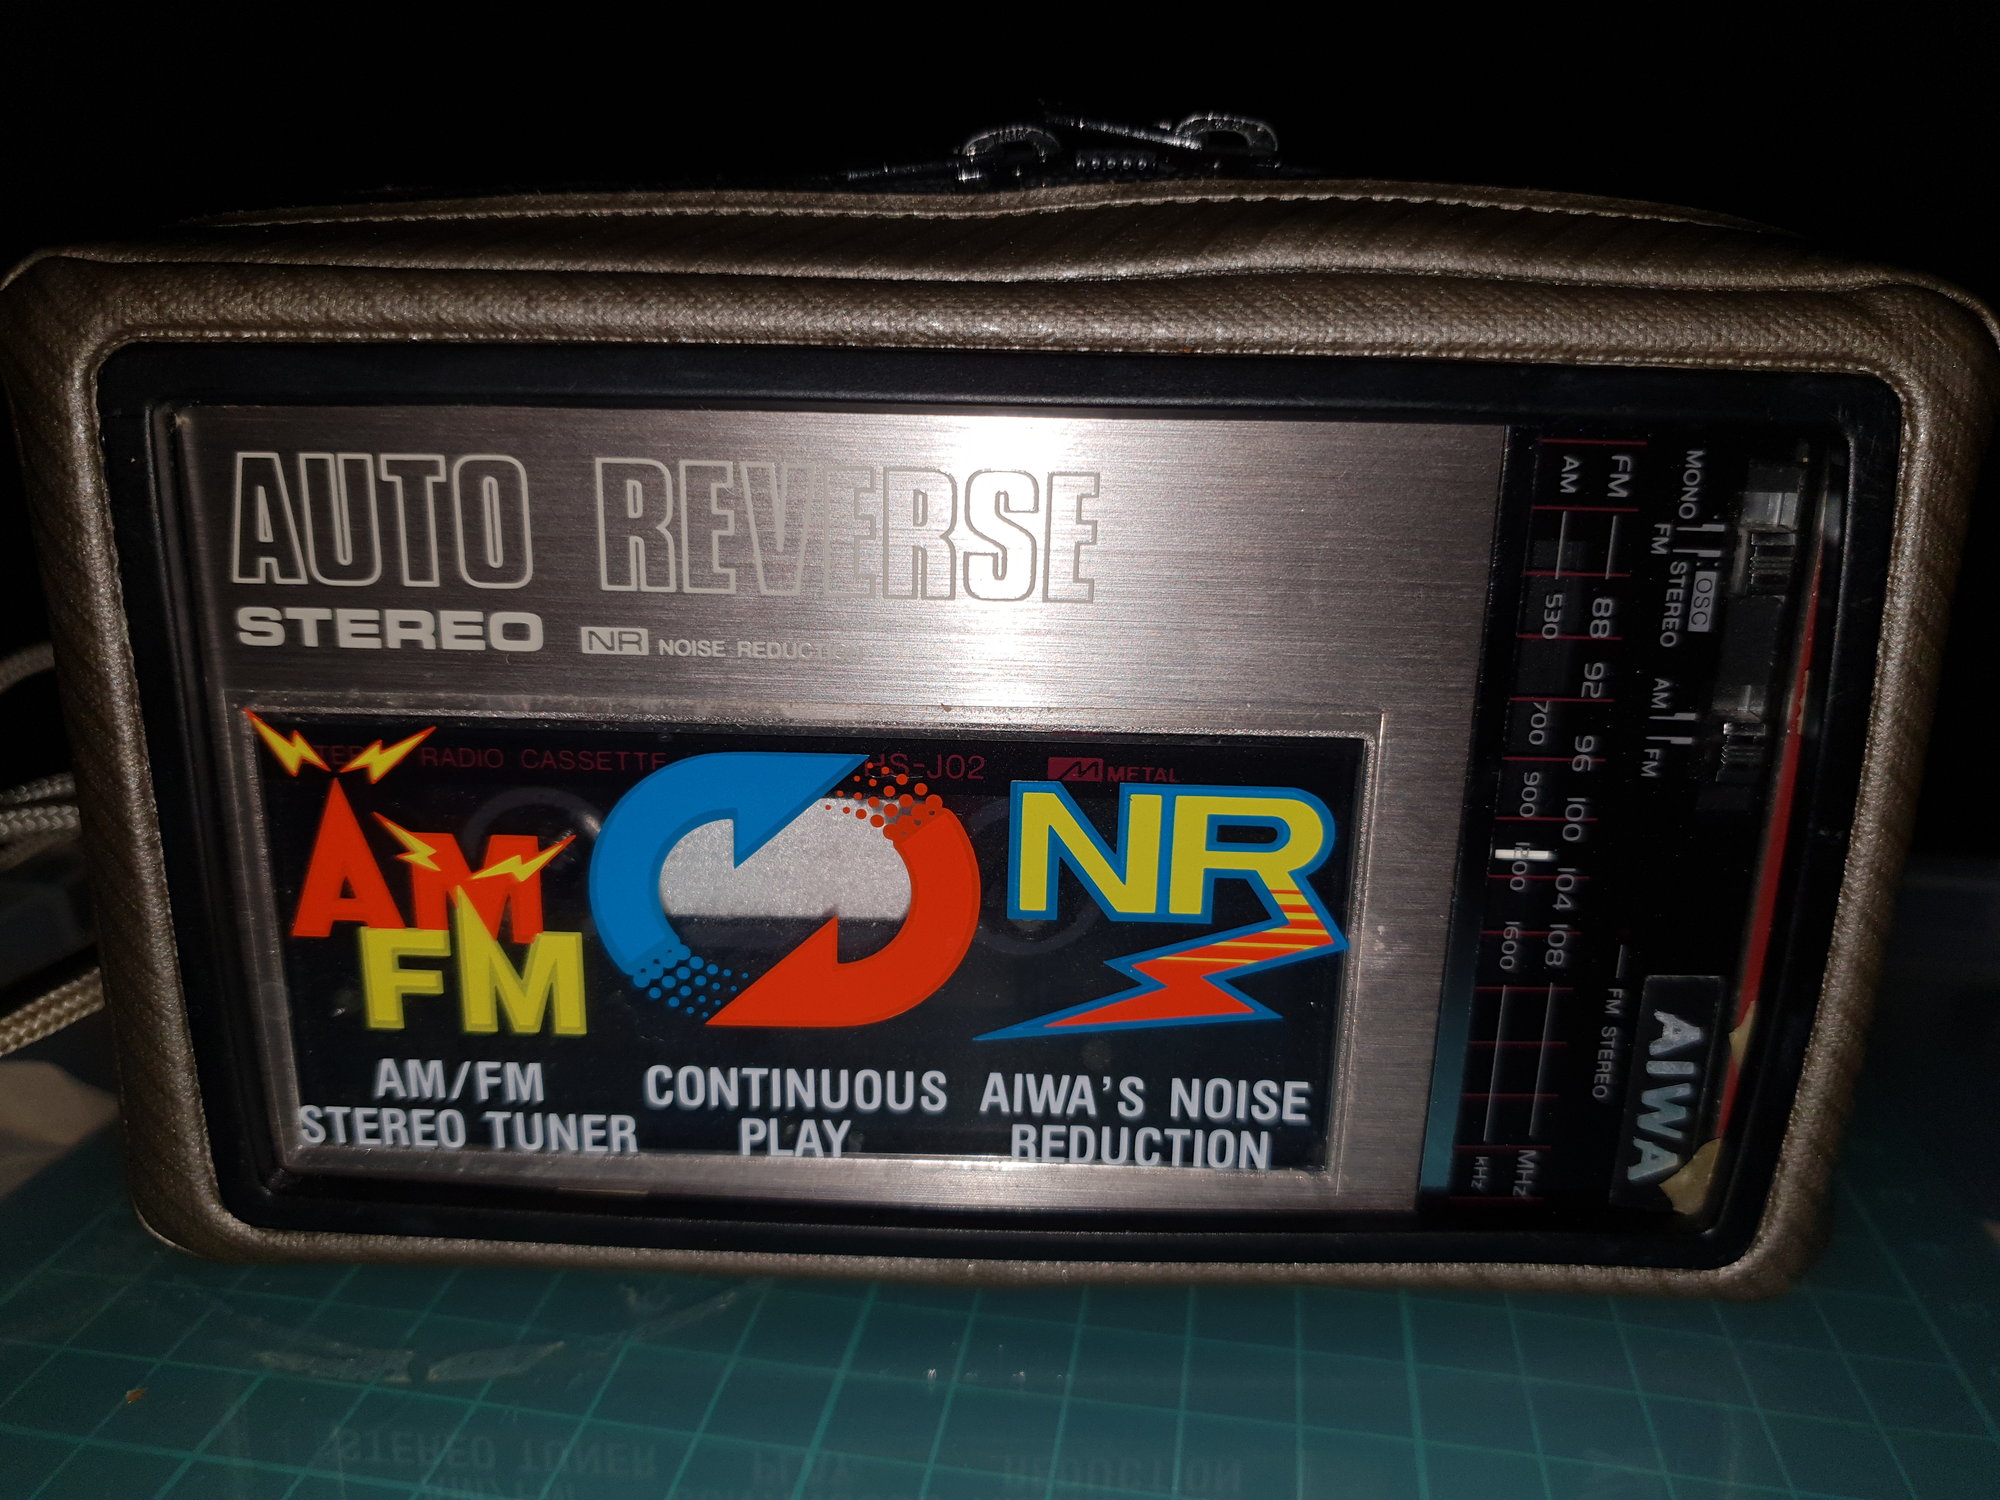 AUTO REVERSE
STEREO NR NOISE REDUCTION
RADIO CASSETTE HS-J02 METAL
AM
FM
NR
AM/FM
STEREO TUNER
CONTINUOUS
PLAY
AIWA'S NOISE
REDUCTION
MONO OSC
FM STEREO AM FM
FM 88 92 96 100 104 108 MHz
AM 530 700 900 1200 1600 kHz
FM STEREO
AIWA